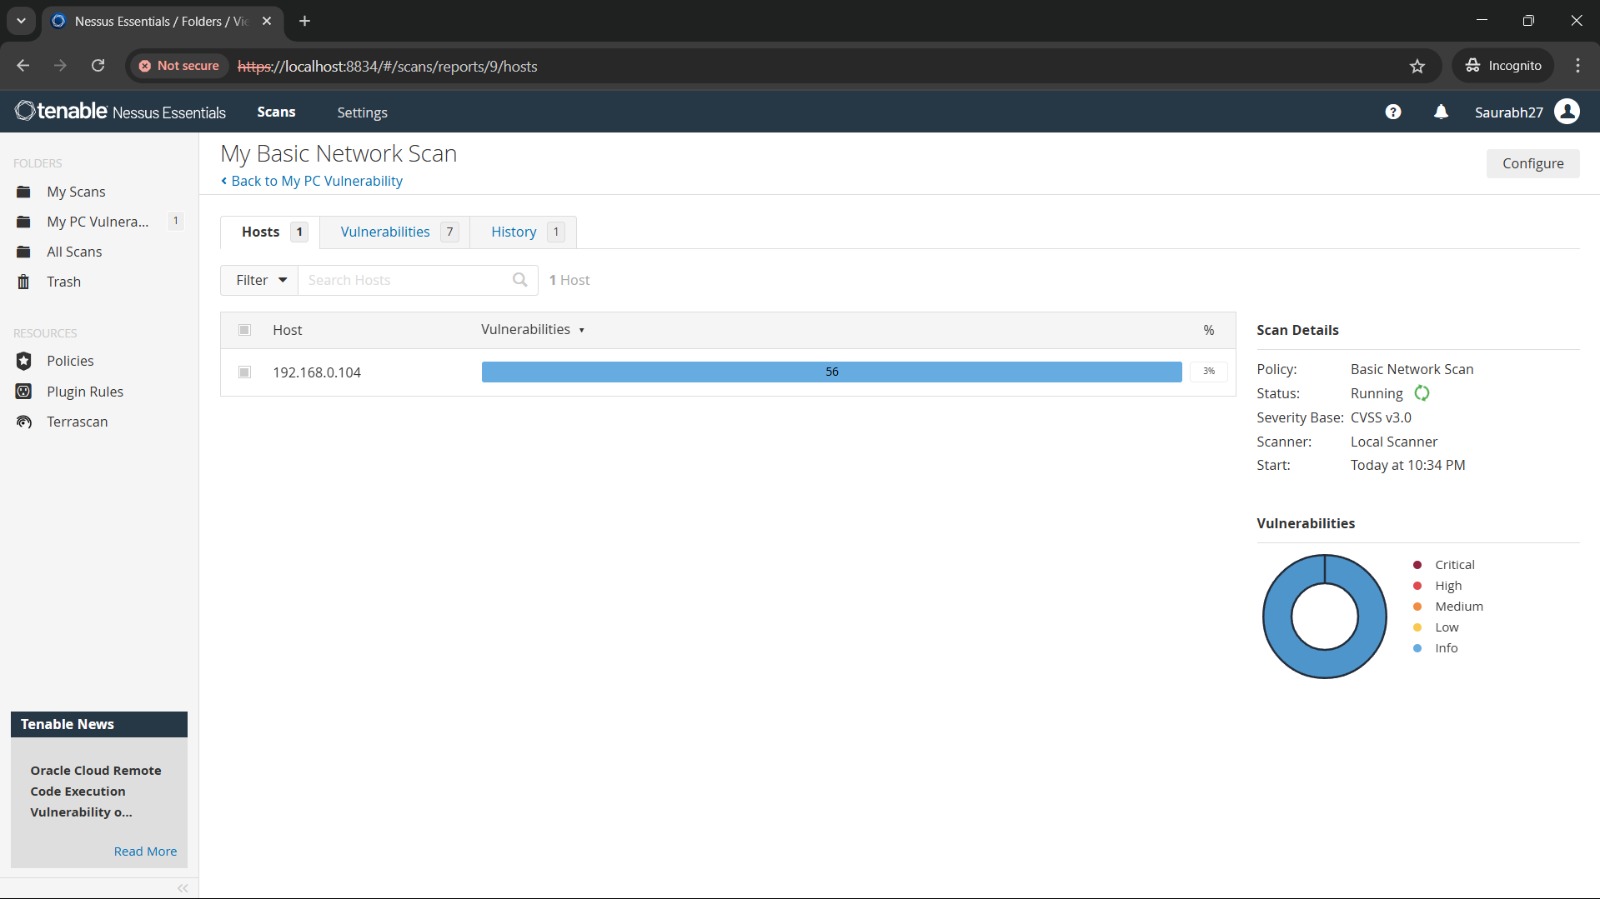 Nessus Essentials / Folders / Vi
Not secure https://localhost:8834/#/scans/reports/9/hosts Incognito
tenable Nessus Essentials Scans Settings Saurabh27
FOLDERS
My Scans
My PC Vulnera... 1
All Scans
Trash
RESOURCES
Policies
Plugin Rules
Terrascan
Tenable News
Oracle Cloud Remote
Code Execution
Vulnerability o...
Read More
My Basic Network Scan
Back to My PC Vulnerability
Configure
Hosts 1 Vulnerabilities 7 History 1
Filter Search Hosts 1 Host
Host Vulnerabilities %
192.168.0.104 56 3%
Scan Details
Policy: Basic Network Scan
Status: Running
Severity Base: CVSS v3.0
Scanner: Local Scanner
Start: Today at 10:34 PM
Vulnerabilities
Critical
High
Medium
Low
Info